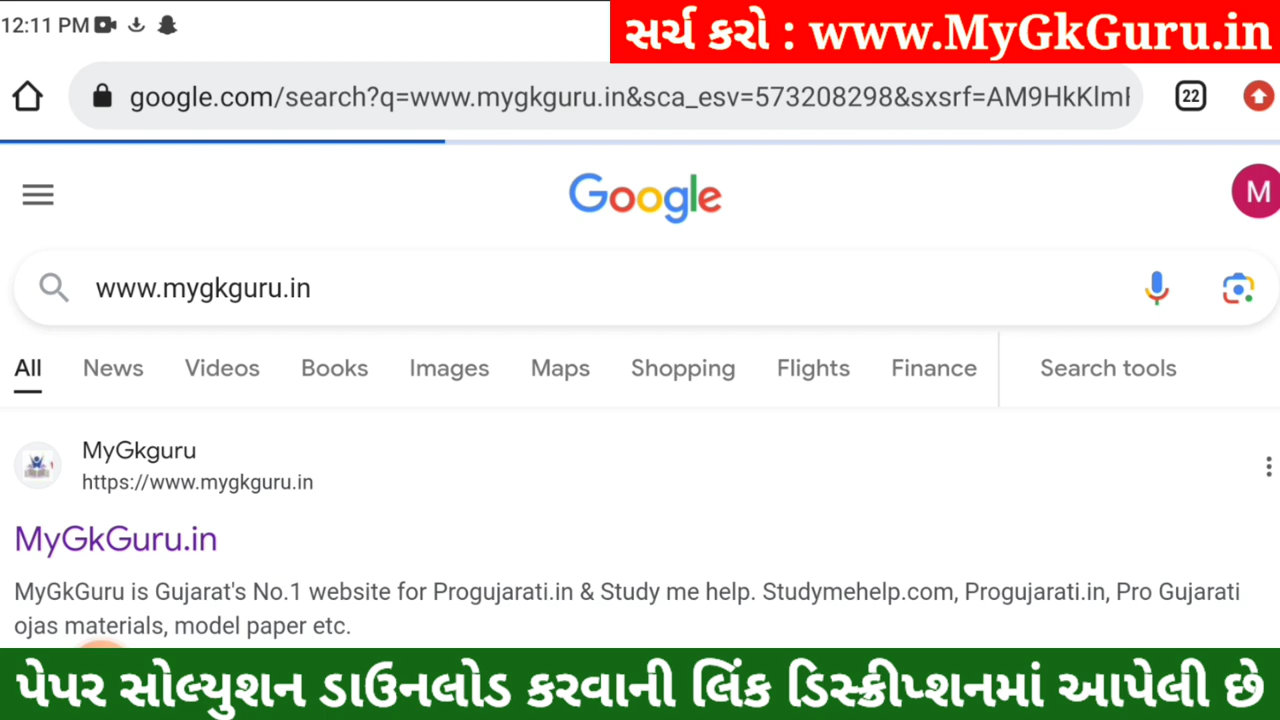 12:11 PM
સર્ચ કરો : www.MyGkGuru.in
google.com/search?q=www.mygkguru.in&sca_esv=573208298&sxsrf=AM9HkKlm
22
Google
M
www.mygkguru.in
All News Videos Books Images Maps Shopping Flights Finance Search tools
MyGkguru
https://www.mygkguru.in
MyGkGuru.in
MyGkGuru is Gujarat's No.1 website for Progujarati.in & Study me help. Studymehelp.com, Progujarati.in, Pro Gujarati
ojas materials, model paper etc.
પેપર સોલ્યુશન ડાઉનલોડ કરવાની લિંક ડિસ્ક્રીપ્શનમાં આપેલી છે